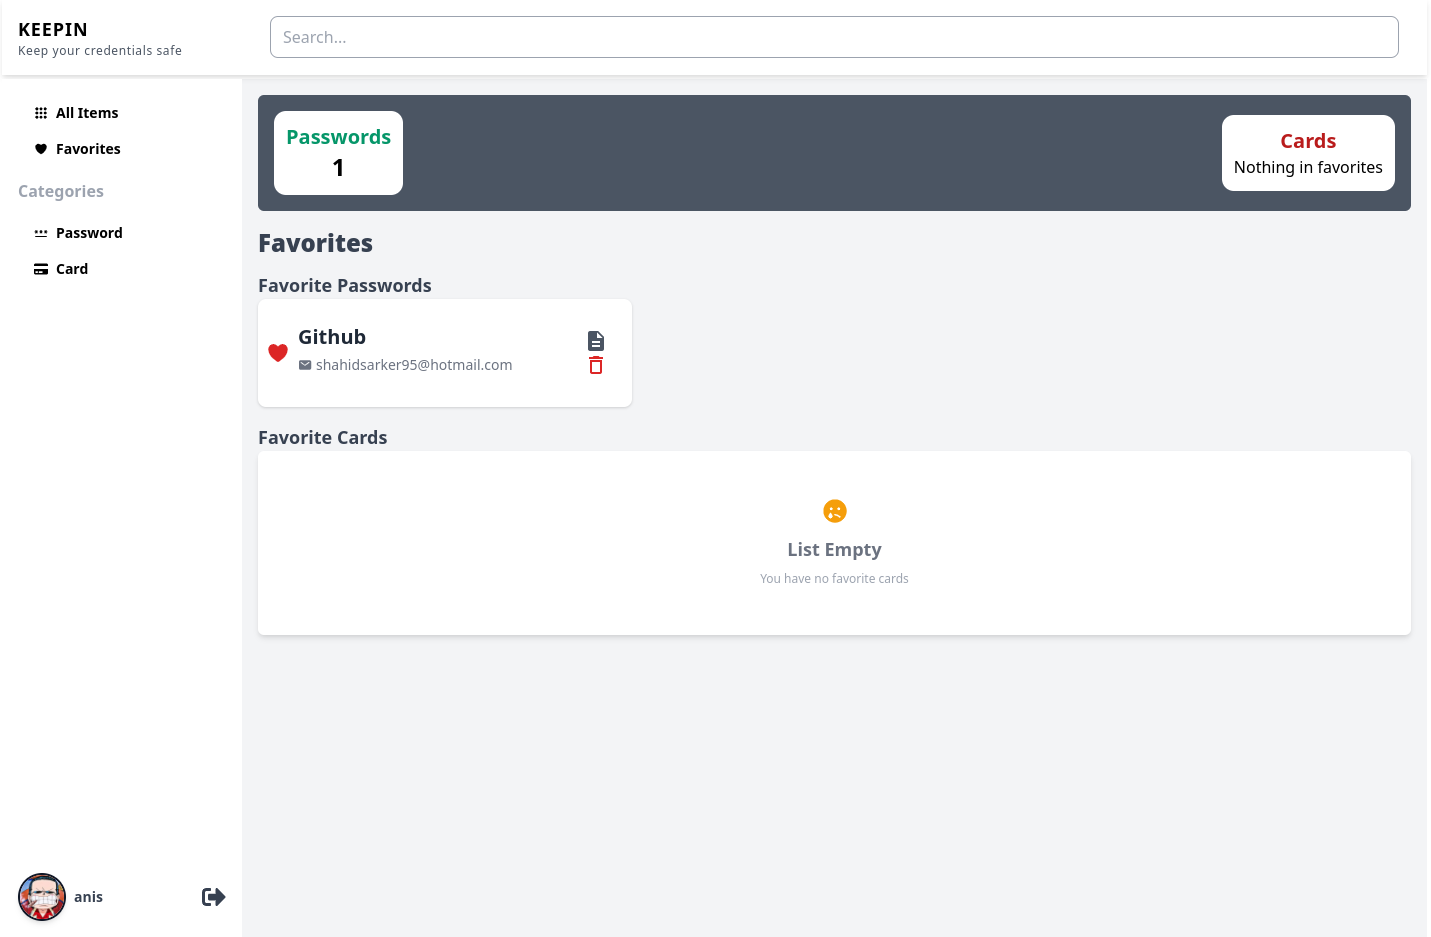 KEEPIN
Keep your credentials safe
Search...
All Items
Favorites
Categories
Password
Card
anis
Passwords
1
Cards
Nothing in favorites
Favorites
Favorite Passwords
Github
shahidsarker95@hotmail.com
Favorite Cards
List Empty
You have no favorite cards